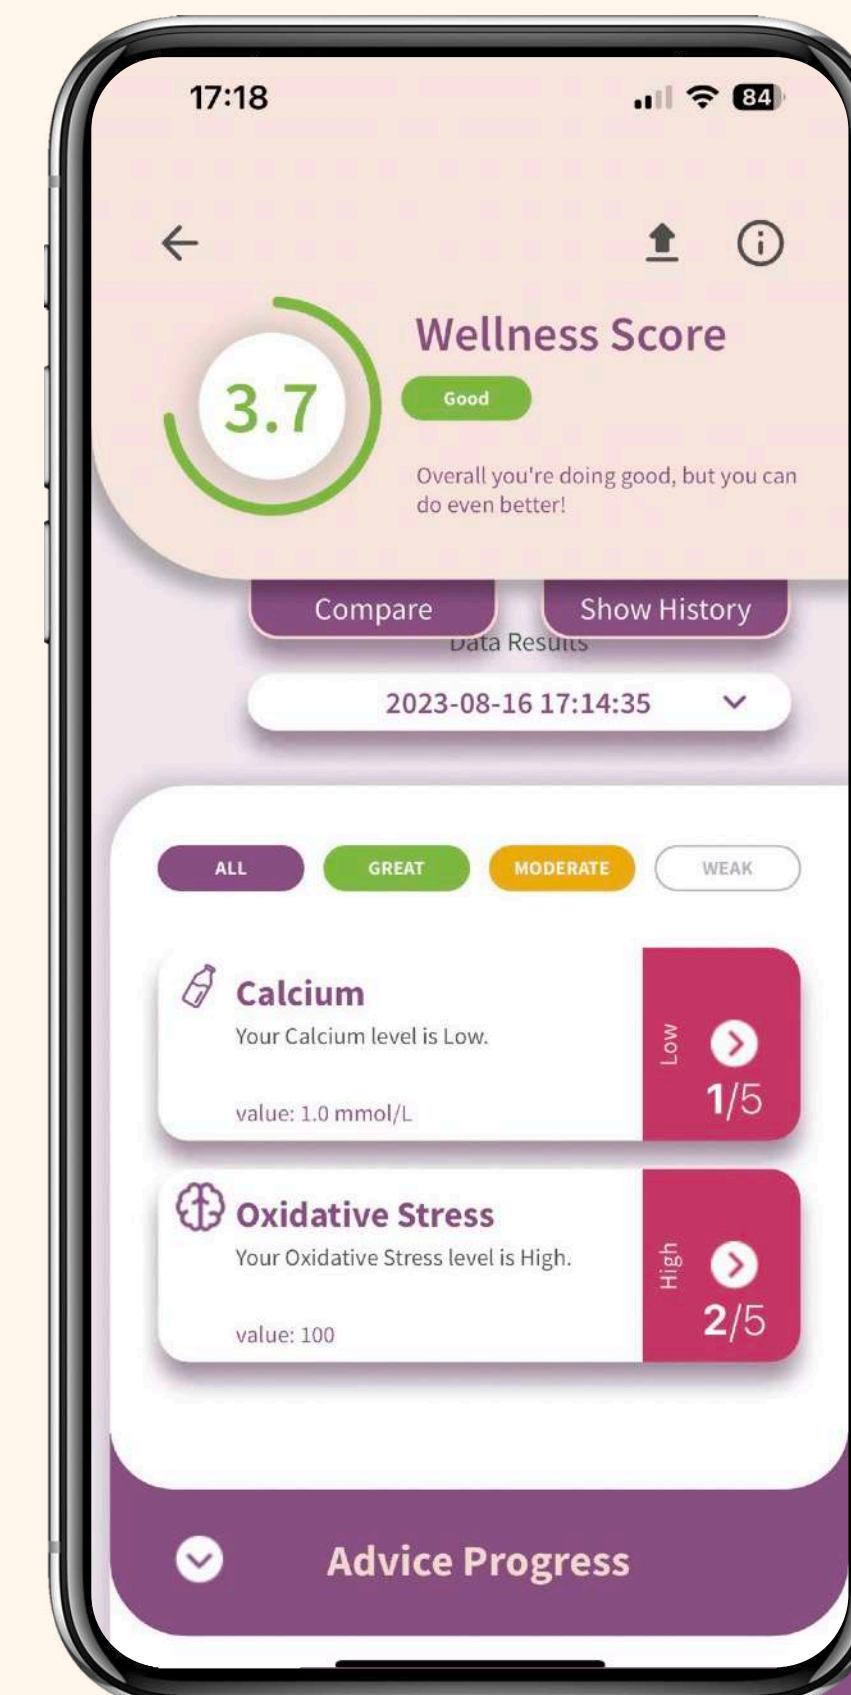 17:18
84
Wellness Score
3.7
Good
Overall you're doing good, but you can
do even better!
Compare
Show History
Data Results
2023-08-16 17:14:35
ALL
GREAT
MODERATE
WEAK
Calcium
Your Calcium level is Low.
value: 1.0 mmol/L
Low
1/5
Oxidative Stress
Your Oxidative Stress level is High.
value: 100
High
2/5
Advice Progress